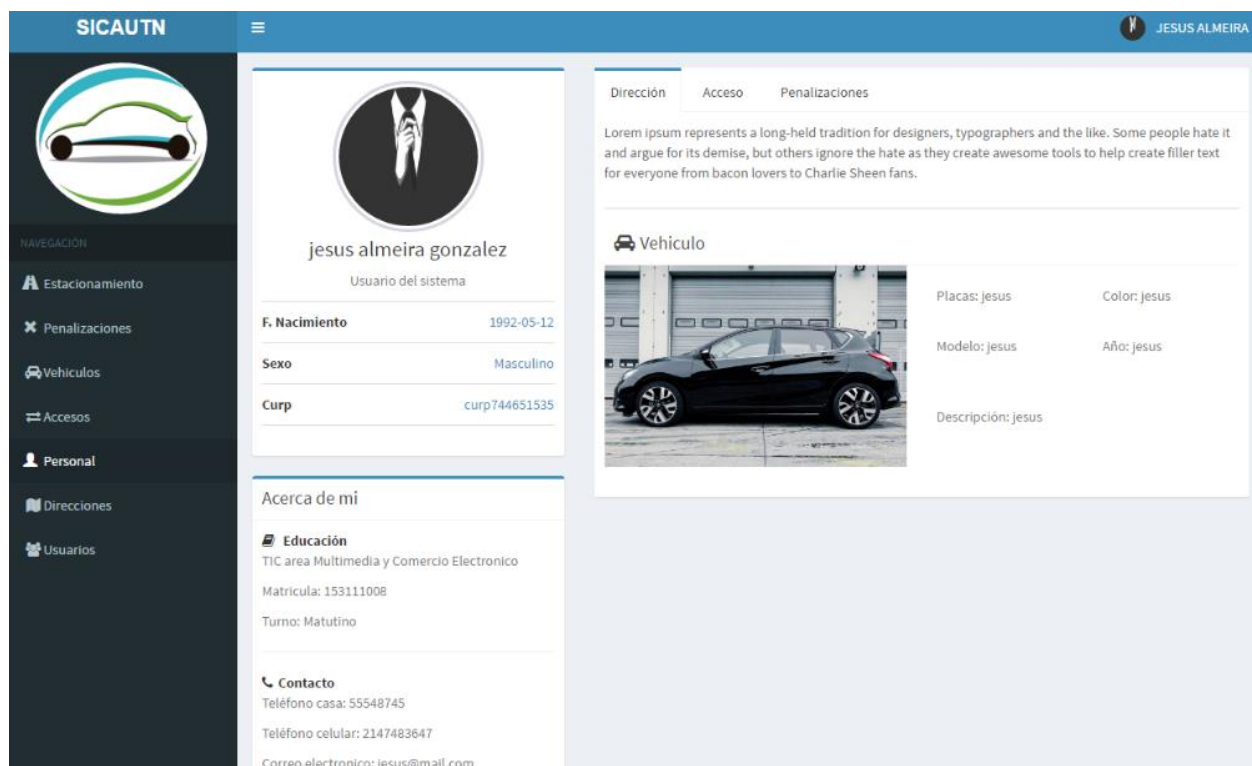 SICAUTN
JESUS ALMEIRA
NAVEGACIÓN
Estacionamiento
Penalizaciones
Vehiculos
Accesos
Personal
Direcciones
Usuarios
jesus almeira gonzalez
Usuario del sistema
F. Nacimiento 1992-05-12
Sexo Masculino
Curp curp744651535
Acerca de mi
Educación
TIC area Multimedia y Comercio Electronico
Matricula: 153111008
Turno: Matutino
Contacto
Teléfono casa: 55548745
Teléfono celular: 2147483647
Correo electronico: jesus@mail.com
Dirección Acceso Penalizaciones
Lorem ipsum represents a long-held tradition for designers, typographers and the like. Some people hate it
and argue for its demise, but others ignore the hate as they create awesome tools to help create filler text
for everyone from bacon lovers to Charlie Sheen fans.
Vehiculo
Placas: jesus Color: jesus
Modelo: jesus Año: jesus
Descripción: jesus